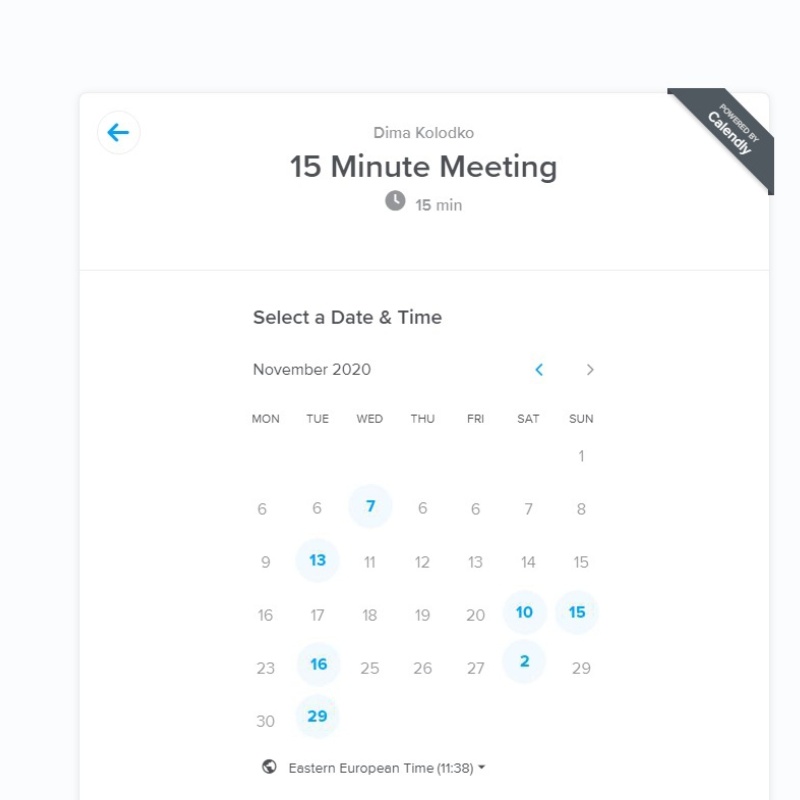 POWERED BY
Calendly
Dima Kolodko
15 Minute Meeting
15 min
Select a Date & Time
November 2020
MON TUE WED THU FRI SAT SUN
1
6 6 7 6 6 7 8
9 13 11 12 13 14 15
16 17 18 19 20 10 15
23 16 25 26 27 2 29
30 29
Eastern European Time (11:38)